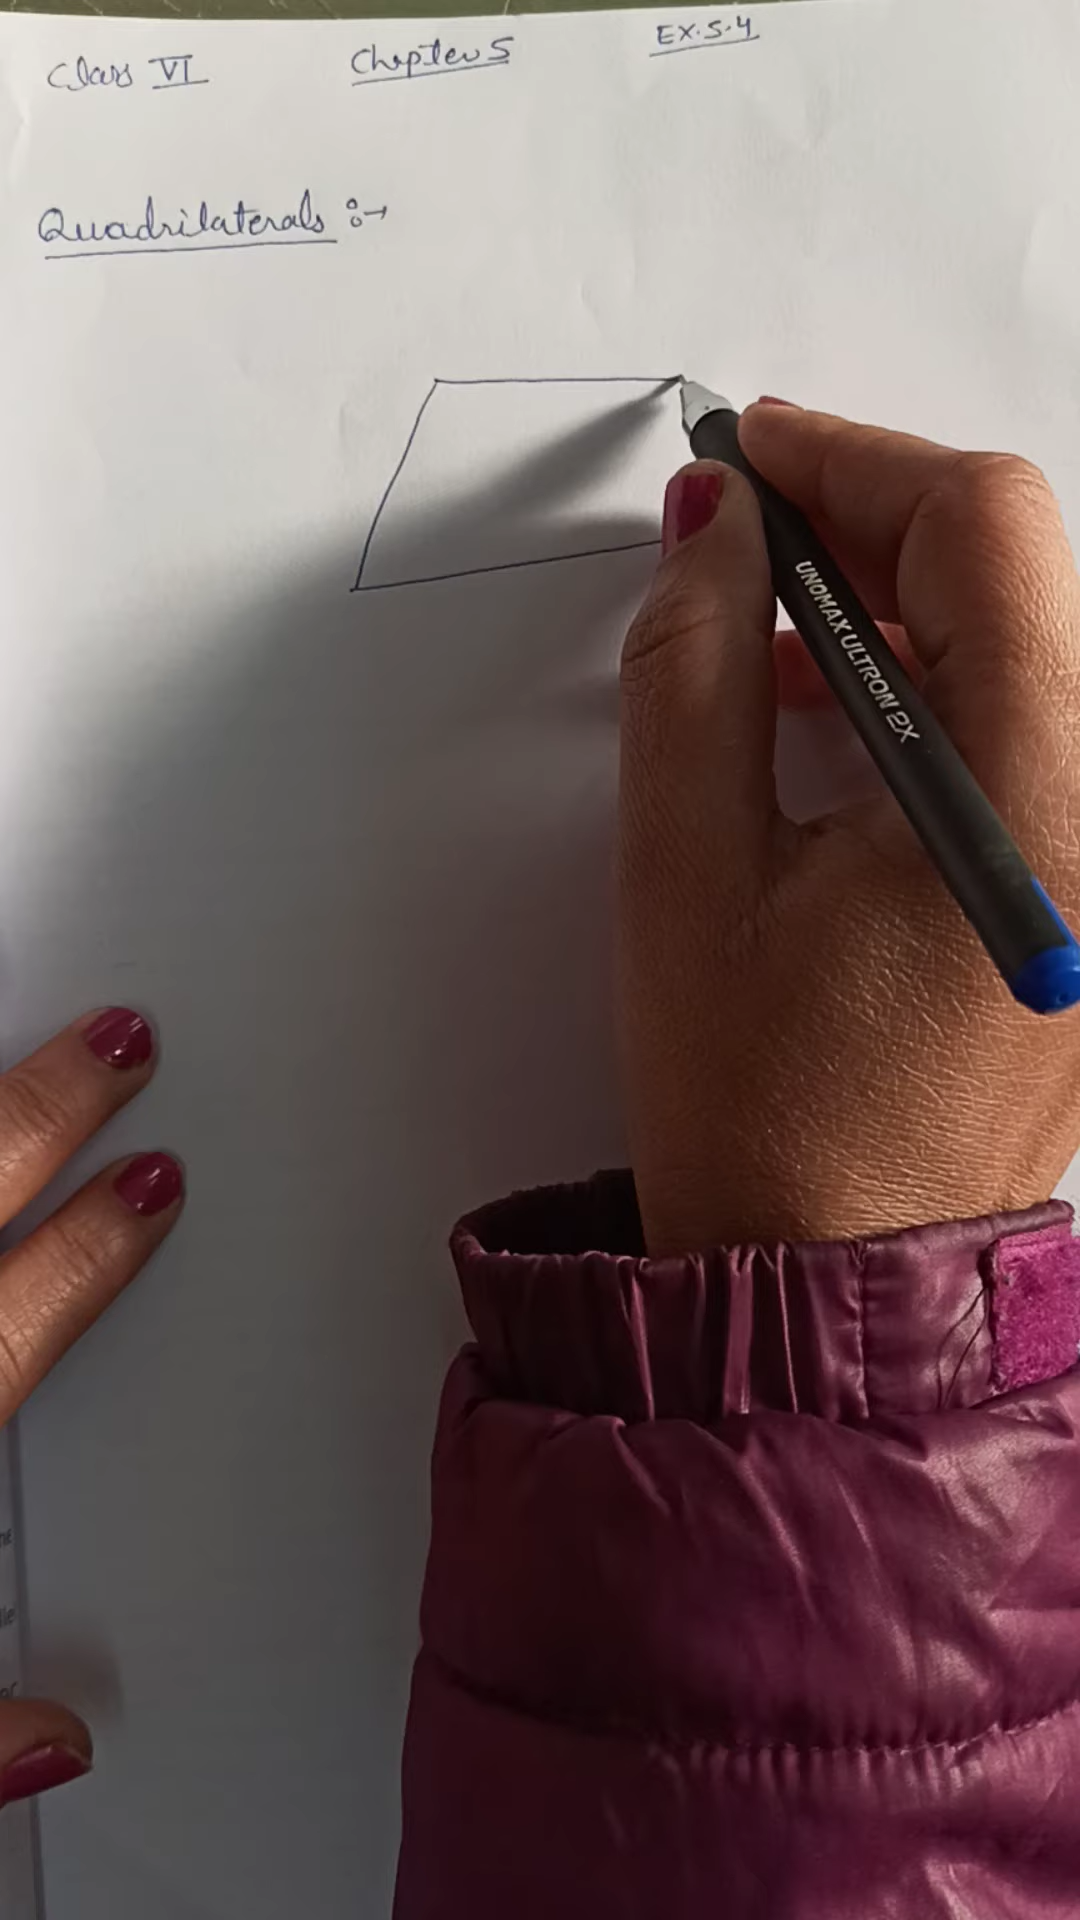 Class VI Chapter 5 Ex. 5.4
Quadrilaterals :→
UNOMAX ULTRON 2X